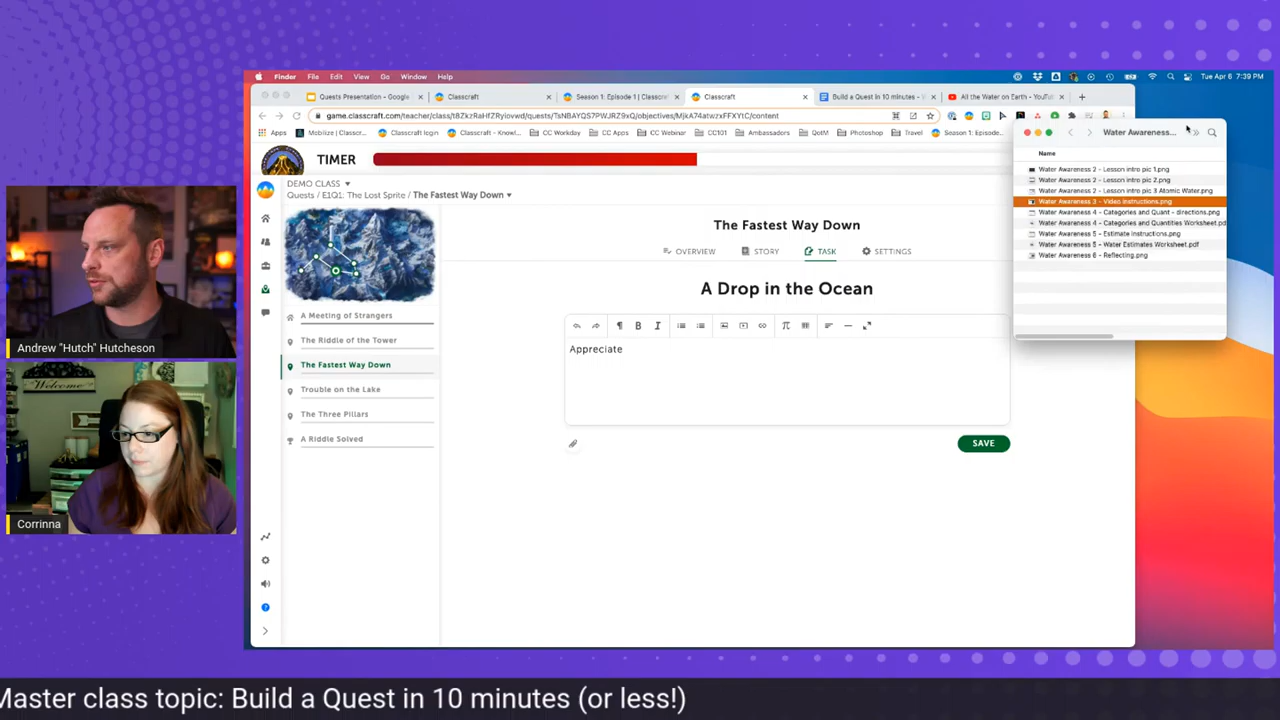 Finder File Edit View Go Window Help
Tue Apr 6 7:39 PM
Quests Presentation - Google
Classcraft
Season 1: Episode 1 | Classcra
Classcraft
Build a Quest in 10 minutes -
All the Water on Earth - YouTu
game.classcraft.com/teacher/class/
/content
Apps
Mobilize | Classcr...
Classcraft login
Classcraft - Knowl...
CC Workday
CC Apps
CC Webinar
CC101
Ambassadors
QotM
Photoshop
Travel
Season 1: Episode...
TIMER
DEMO CLASS
Quests / E1Q1: The Lost Sprite / The Fastest Way Down
A Meeting of Strangers
The Riddle of the Tower
The Fastest Way Down
Trouble on the Lake
The Three Pillars
A Riddle Solved
The Fastest Way Down
OVERVIEW STORY TASK SETTINGS
A Drop in the Ocean
B I
Appreciate
SAVE
Water Awareness...
Name
Water Awareness 2 - Lesson intro pic 1.png
Water Awareness 2 - Lesson intro pic 2.png
Water Awareness 2 - Lesson intro pic 3 Atomic Water.png
Water Awareness 3 - Video instructions.png
Water Awareness 4 - Categories and Quant - directions.png
Water Awareness 4 - Categories and Quantities Worksheet.pd
Water Awareness 5 - Estimate Instructions.png
Water Awareness 5 - Water Estimates Worksheet.pdf
Water Awareness 6 - Reflecting.png
Andrew "Hutch" Hutcheson
Welcome
Corrinna
Master class topic: Build a Quest in 10 minutes (or less!)